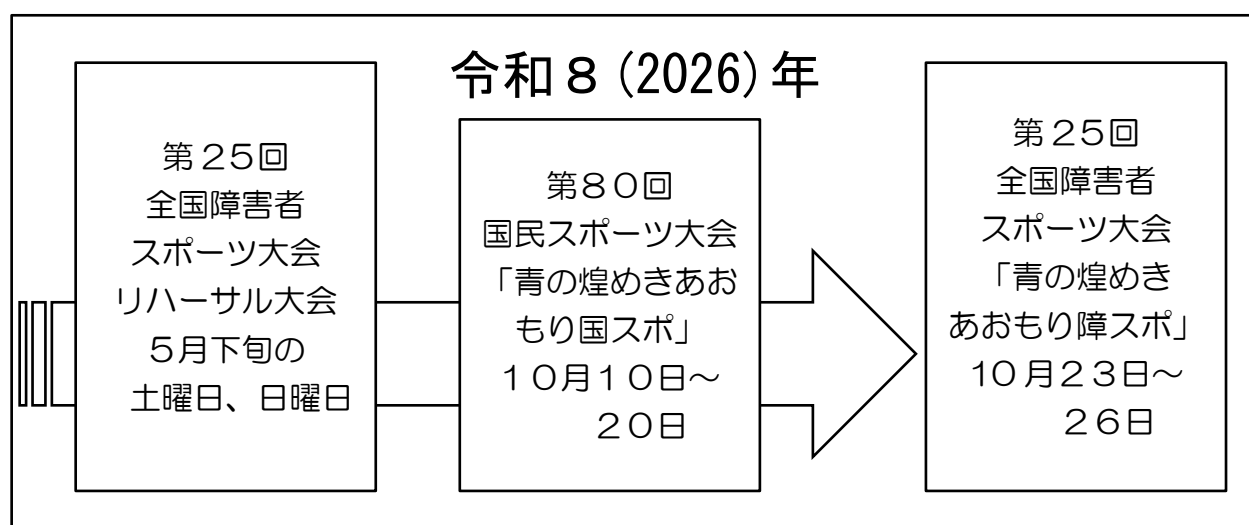 令和８(2026)年
第２５回
全国障害者
スポーツ大会
リハーサル大会
５月下旬の
土曜日、日曜日
第８０回
国民スポーツ大会
「青の煌めきあお
もり国スポ」
１０月１０日～
２０日
第２５回
全国障害者
スポーツ大会
「青の煌めき
あおもり障スポ」
１０月２３日～
２６日